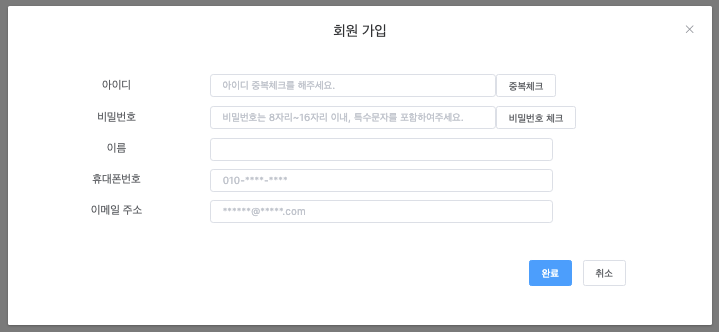 회원 가입
아이디 아이디 중복체크를 해주세요. 중복체크
비밀번호 비밀번호는 8자리~16자리 이내, 특수문자를 포함하여주세요. 비밀번호 체크
이름
휴대폰번호 010-****-****
이메일 주소 ******@*****.com
완료 취소